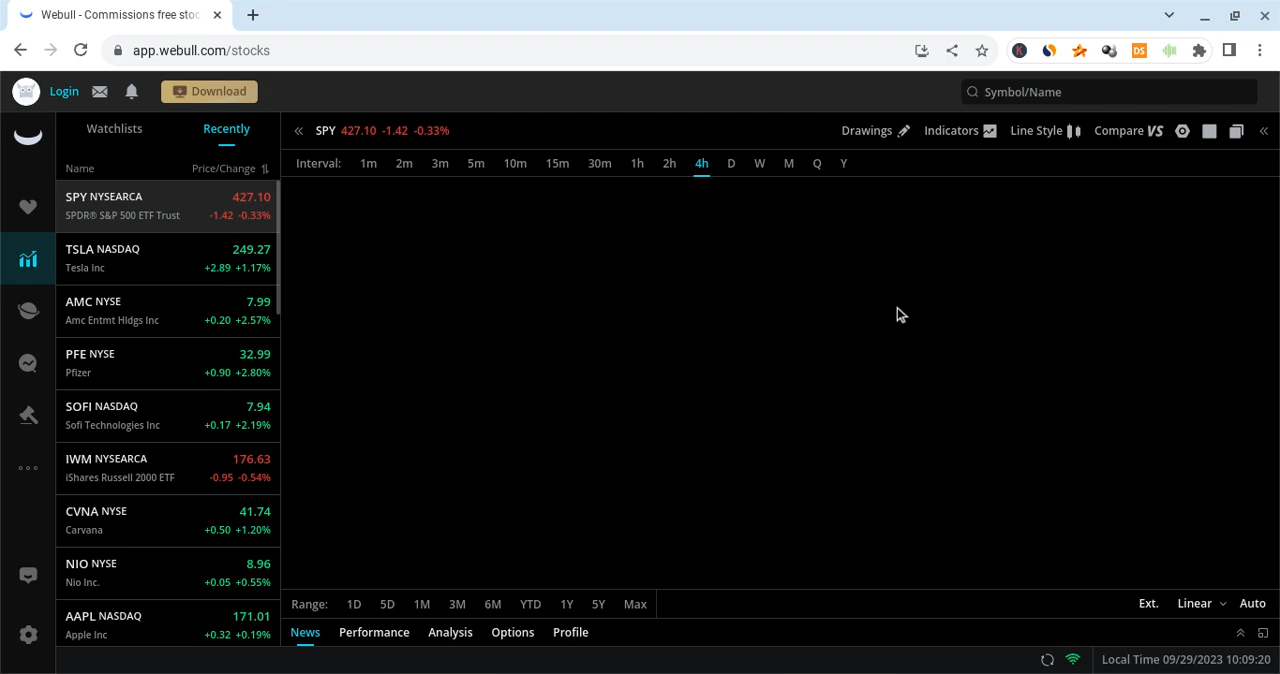 Webull - Commissions free stoc
app.webull.com/stocks
K
DS
Login
Download
Symbol/Name
Watchlists
Recently
SPY 427.10 -1.42 -0.33%
Drawings
Indicators
Line Style
Compare VS
Name
Price/Change
Interval: 1m 2m 3m 5m 10m 15m 30m 1h 2h 4h D W M Q Y
SPY NYSEARCA 427.10
SPDR® S&P 500 ETF Trust -1.42 -0.33%
TSLA NASDAQ 249.27
Tesla Inc +2.89 +1.17%
AMC NYSE 7.99
Amc Entmt Hldgs Inc +0.20 +2.57%
PFE NYSE 32.99
Pfizer +0.90 +2.80%
SOFI NASDAQ 7.94
Sofi Technologies Inc +0.17 +2.19%
IWM NYSEARCA 176.63
iShares Russell 2000 ETF -0.95 -0.54%
CVNA NYSE 41.74
Carvana +0.50 +1.20%
NIO NYSE 8.96
Nio Inc. +0.05 +0.55%
AAPL NASDAQ 171.01
Apple Inc +0.32 +0.19%
Range: 1D 5D 1M 3M 6M YTD 1Y 5Y Max
Ext. Linear Auto
News Performance Analysis Options Profile
Local Time 09/29/2023 10:09:20